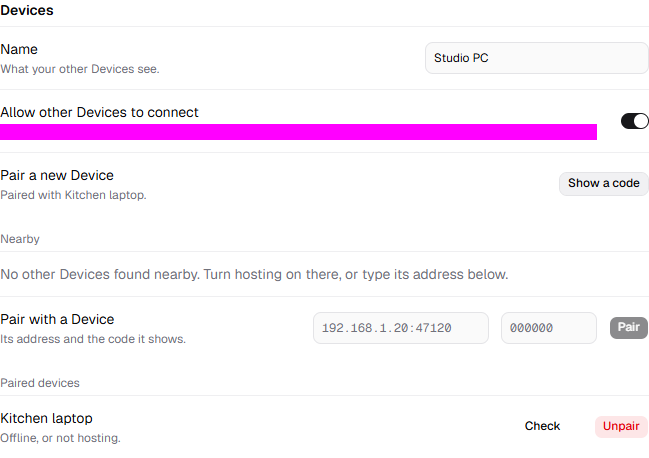 Devices
Name
What your other Devices see.
Studio PC
Allow other Devices to connect
Pair a new Device
Paired with Kitchen laptop.
Show a code
Nearby
No other Devices found nearby. Turn hosting on there, or type its address below.
Pair with a Device
Its address and the code it shows.
192.168.1.20:47120
000000
Pair
Paired devices
Kitchen laptop
Offline, or not hosting.
Check
Unpair